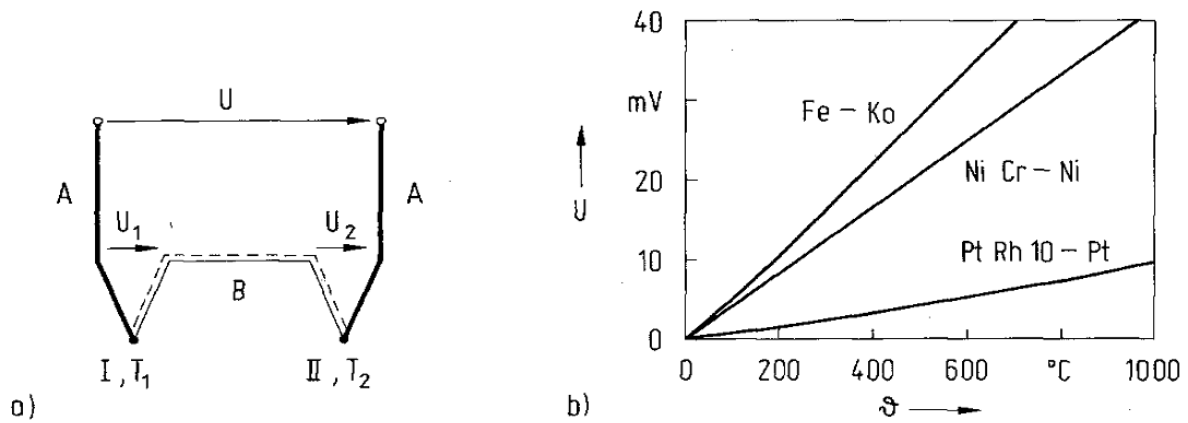 U
A
A
U₁
U₂
B
I , T₁
II , T₂
a)
40
mV
20
10
0
U
Fe – Ko
Ni Cr – Ni
Pt Rh 10 – Pt
0
200
400
600
°C
1000
ϑ
b)